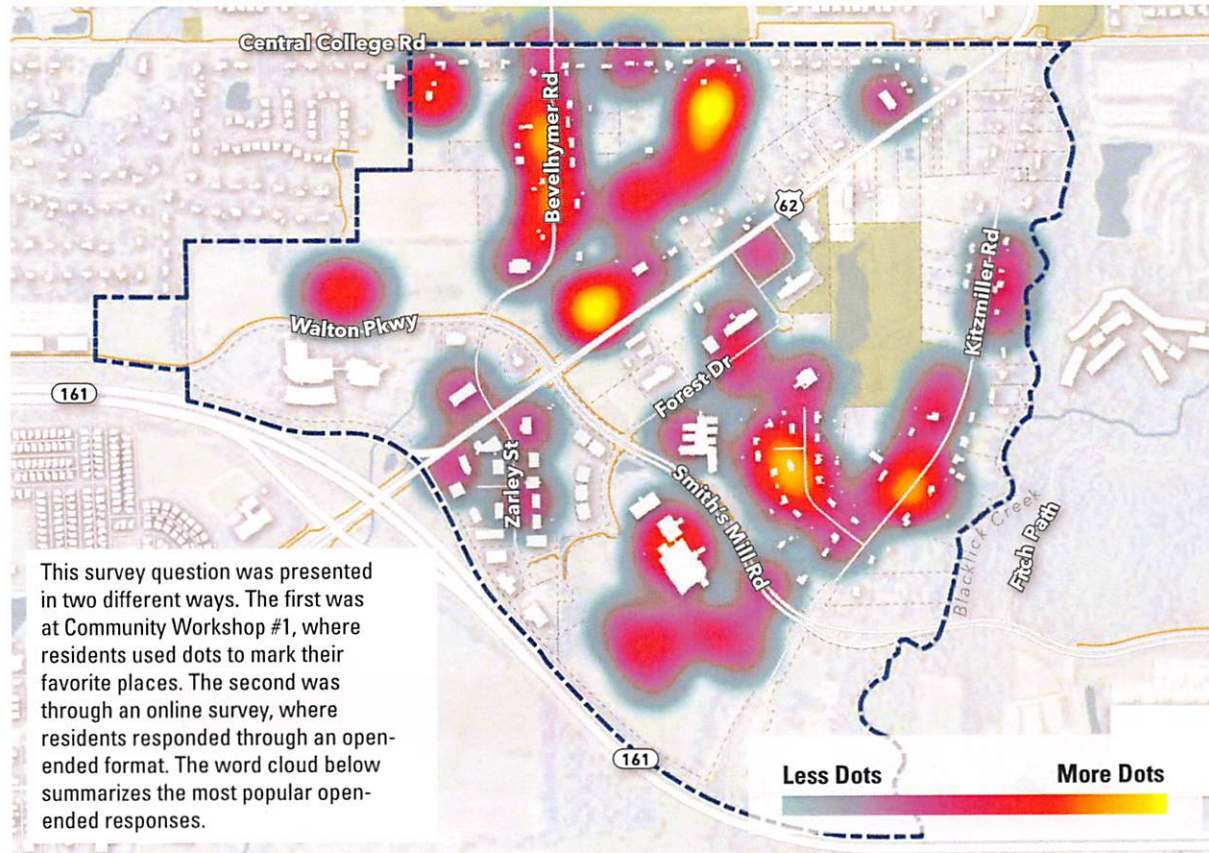 Central College Rd
Bevelhymer Rd
62
Kitzmiller Rd
Walton Pkwy
161
Forest Dr
Zarley St
Smith's Mill Rd
Blacklick Creek
Fitch Path
This survey question was presented
in two different ways. The first was
at Community Workshop #1, where
residents used dots to mark their
favorite places. The second was
through an online survey, where
residents responded through an open-
ended format. The word cloud below
summarizes the most popular open-
ended responses.
161
Less Dots
More Dots